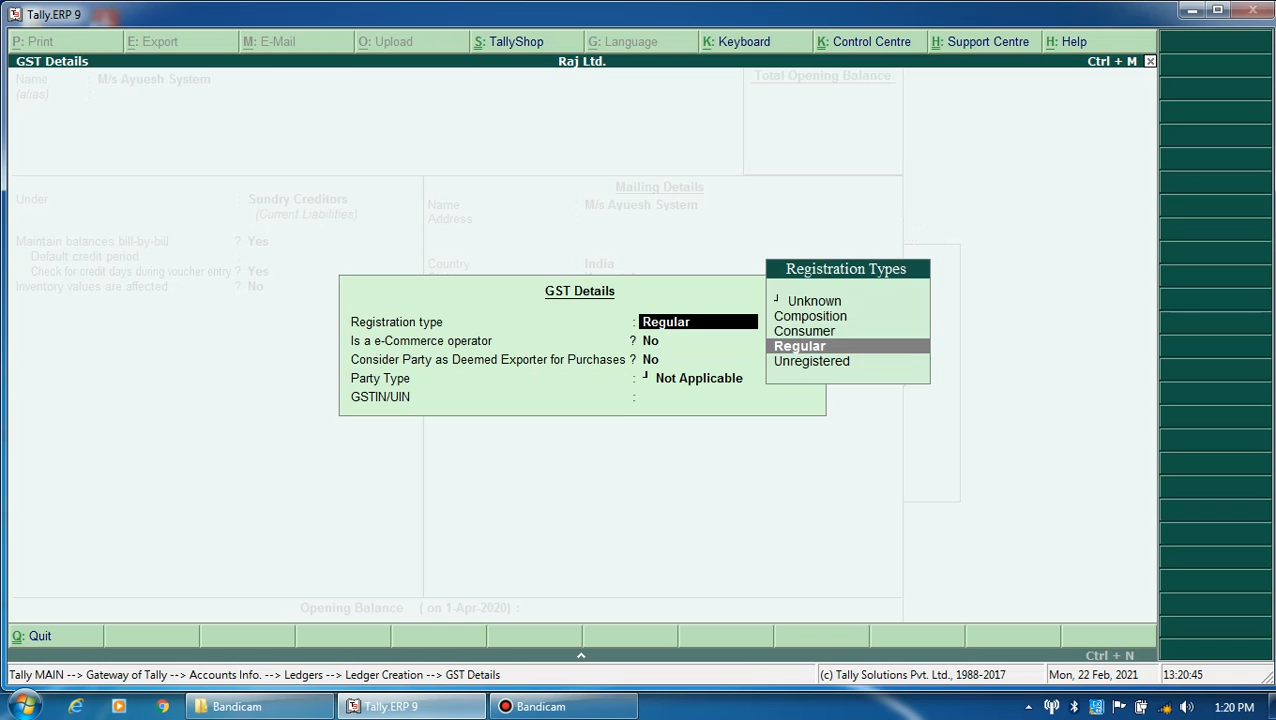 Tally.ERP 9
P: Print E: Export M: E-Mail O: Upload S: TallyShop G: Language K: Keyboard K: Control Centre H: Support Centre H: Help
GST Details Raj Ltd. Ctrl + M
Name : M/s Ayuesh System Total Opening Balance
(alias)
Mailing Details
Under : Sundry Creditors Name : M/s Ayuesh System
(Current Liabilities) Address
Maintain balances bill-by-bill ? Yes
Default credit period
Check for credit days during voucher entry ? Yes Country : India
Inventory values are affected ? No
GST Details
Registration type : Regular
Is a e-Commerce operator ? No
Consider Party as Deemed Exporter for Purchases ? No
Party Type : ┘ Not Applicable
GSTIN/UIN :
Registration Types
┘ Unknown
Composition
Consumer
Regular
Unregistered
Opening Balance ( on 1-Apr-2020) :
Q: Quit
Ctrl + N
Tally MAIN --> Gateway of Tally --> Accounts Info. --> Ledgers --> Ledger Creation --> GST Details (c) Tally Solutions Pvt. Ltd., 1988-2017 Mon, 22 Feb, 2021 13:20:45
Bandicam Tally.ERP 9 Bandicam 1:20 PM